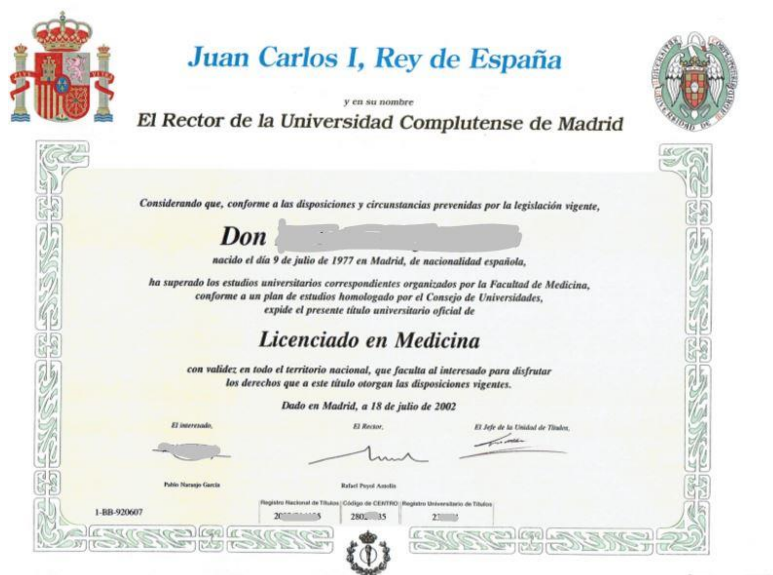 Juan Carlos I, Rey de España
y en su nombre
El Rector de la Universidad Complutense de Madrid
Considerando que, conforme a las disposiciones y circunstancias prevenidas por la legislación vigente,
Don
nacido el día 9 de julio de 1977 en Madrid, de nacionalidad española,
ha superado los estudios universitarios correspondientes organizados por la Facultad de Medicina,
conforme a un plan de estudios homologado por el Consejo de Universidades,
expide el presente título universitario oficial de
Licenciado en Medicina
con validez en todo el territorio nacional, que faculta al interesado para disfrutar
los derechos que a este título otorgan las disposiciones vigentes.
Dado en Madrid, a 18 de julio de 2002
El interesado, El Rector, El Jefe de la Unidad de Títulos,
Pablo Naranjo García Rafael Puyol Antolín
Registro Nacional de Títulos Código de CENTRO Registro Universitario de Títulos
1-BB-920607